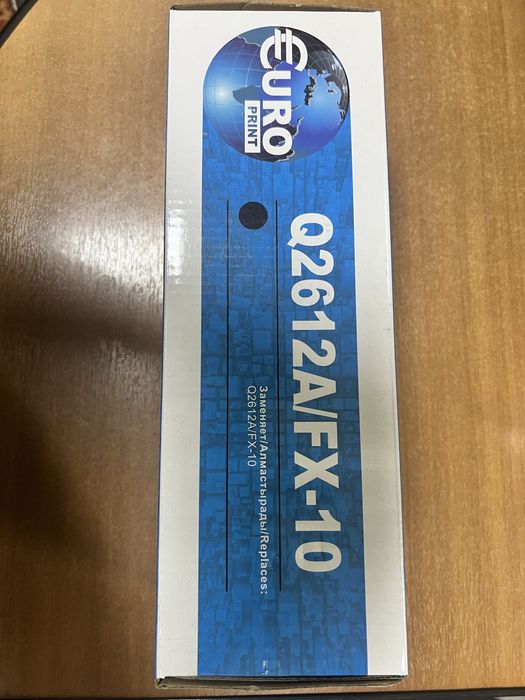 EURO
PRINT
Q2612A/FX-10
Заменяет/Алмастырады/Replaces:
Q2612A/FX-10